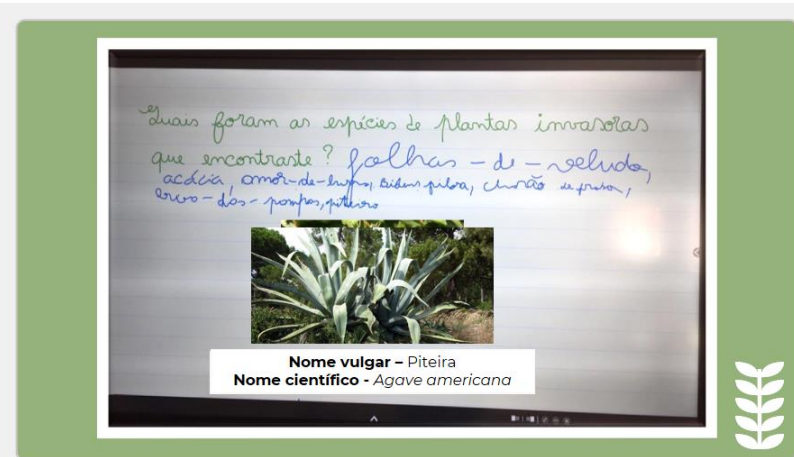 Quais foram as espécies de plantas invasoras
que encontraste? folhas-de-veludo,
acácia, amor-de-burro, Bidens pilosa, chorão de praia,
erva-das-pampas, piteira
Nome vulgar – Piteira
Nome científico - Agave americana